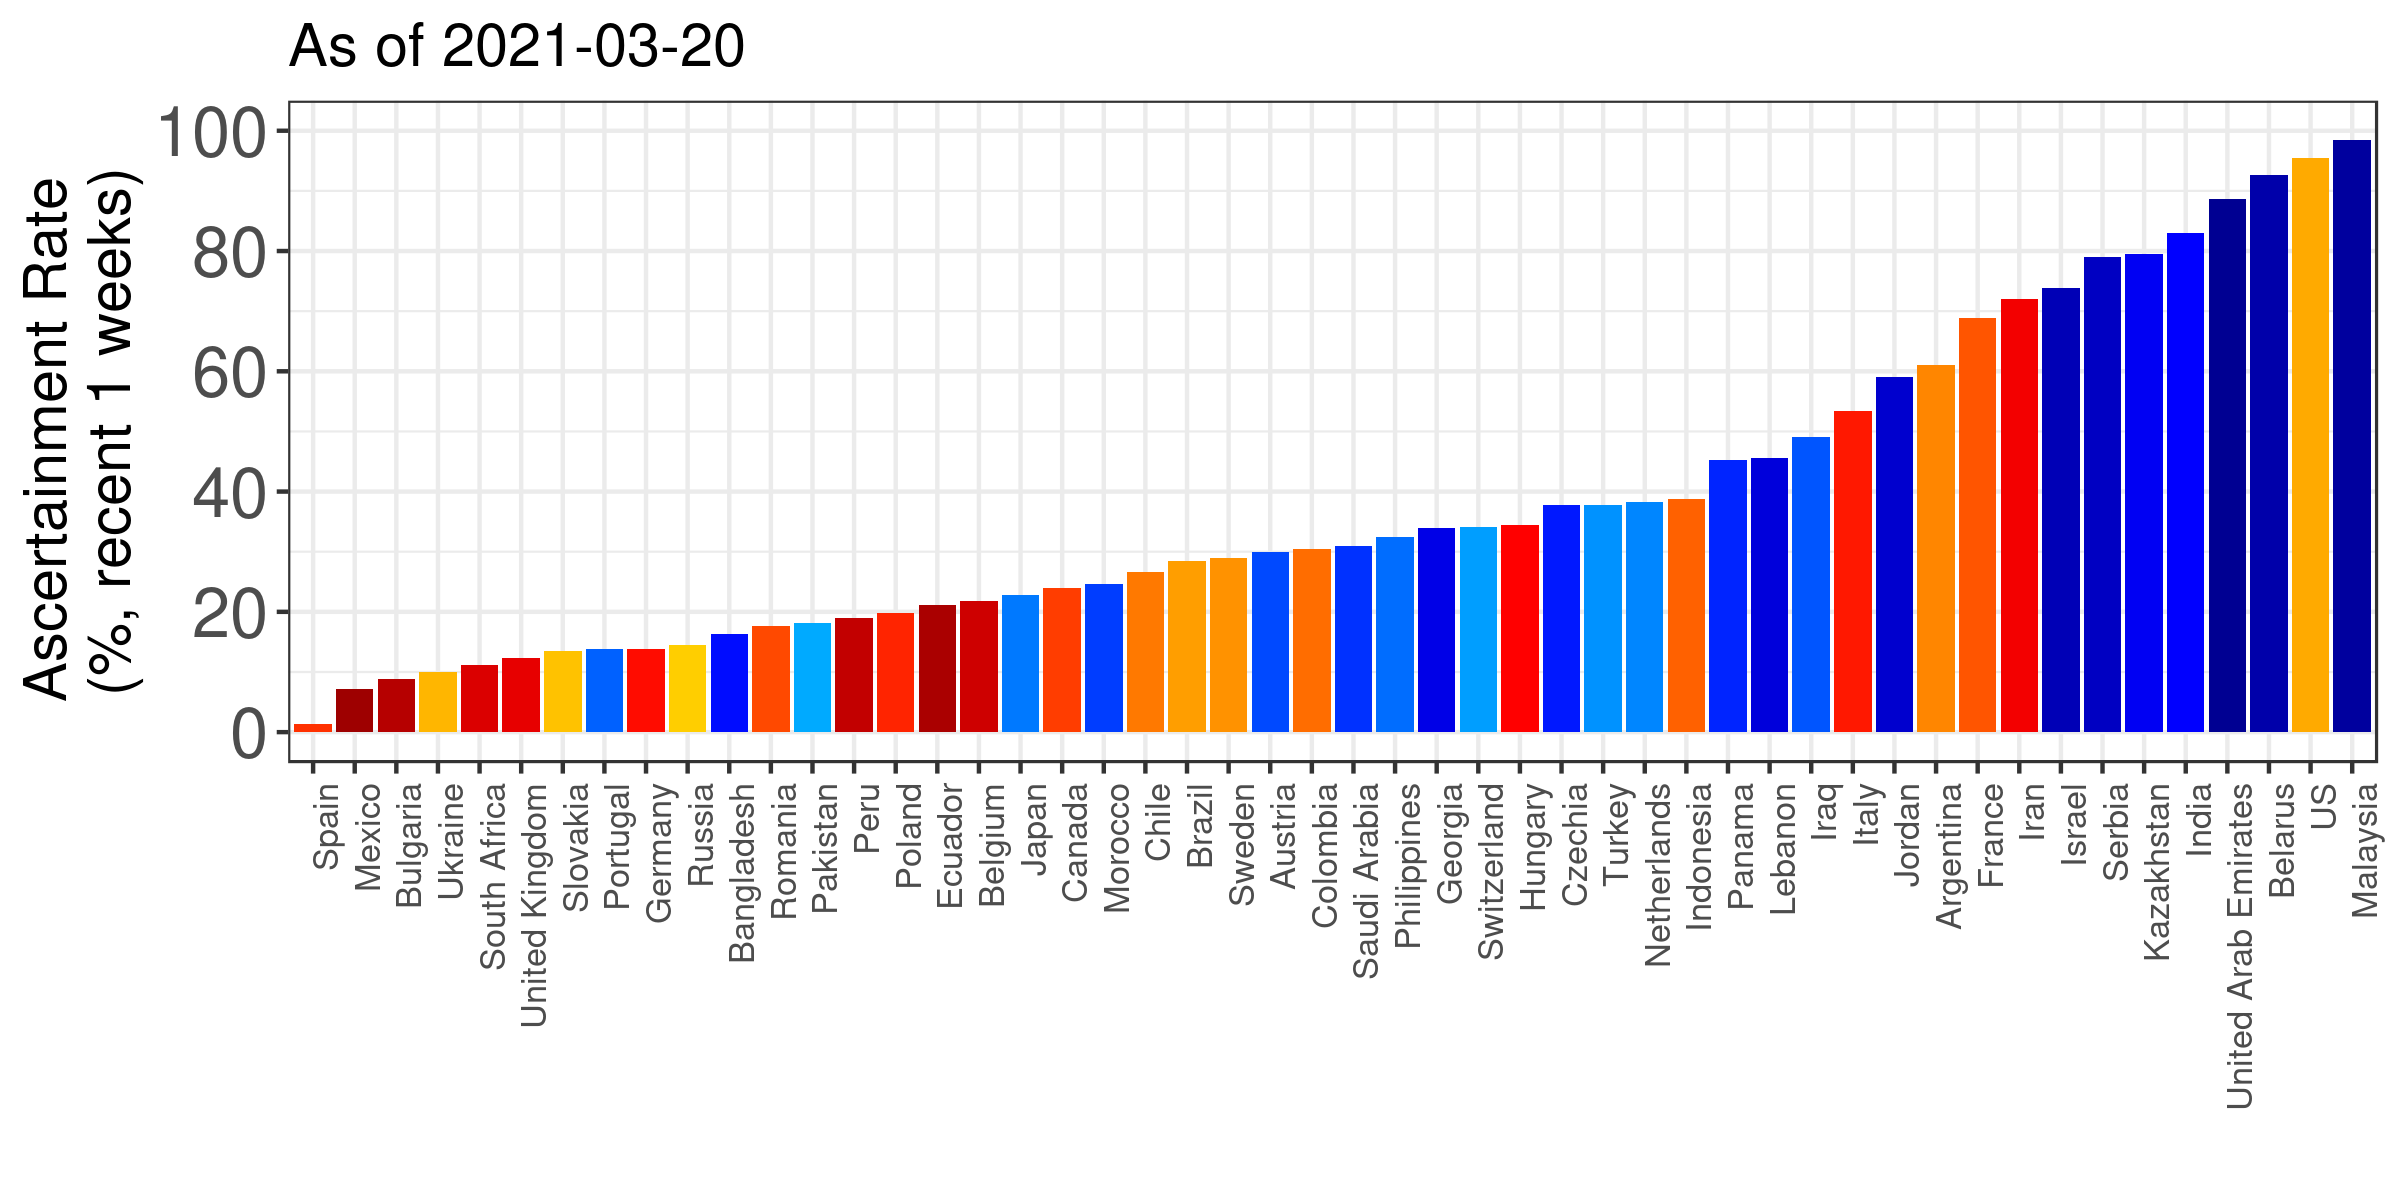 As of 2021-03-20
Ascertainment Rate
(%, recent 1 weeks)
100
80
60
40
20
0
Spain
Mexico
Bulgaria
Ukraine
South Africa
United Kingdom
Slovakia
Portugal
Germany
Russia
Bangladesh
Romania
Pakistan
Peru
Poland
Ecuador
Belgium
Japan
Canada
Morocco
Chile
Brazil
Sweden
Austria
Colombia
Saudi Arabia
Philippines
Georgia
Switzerland
Hungary
Czechia
Turkey
Netherlands
Indonesia
Panama
Lebanon
Iraq
Italy
Jordan
Argentina
France
Iran
Israel
Serbia
Kazakhstan
India
United Arab Emirates
Belarus
US
Malaysia